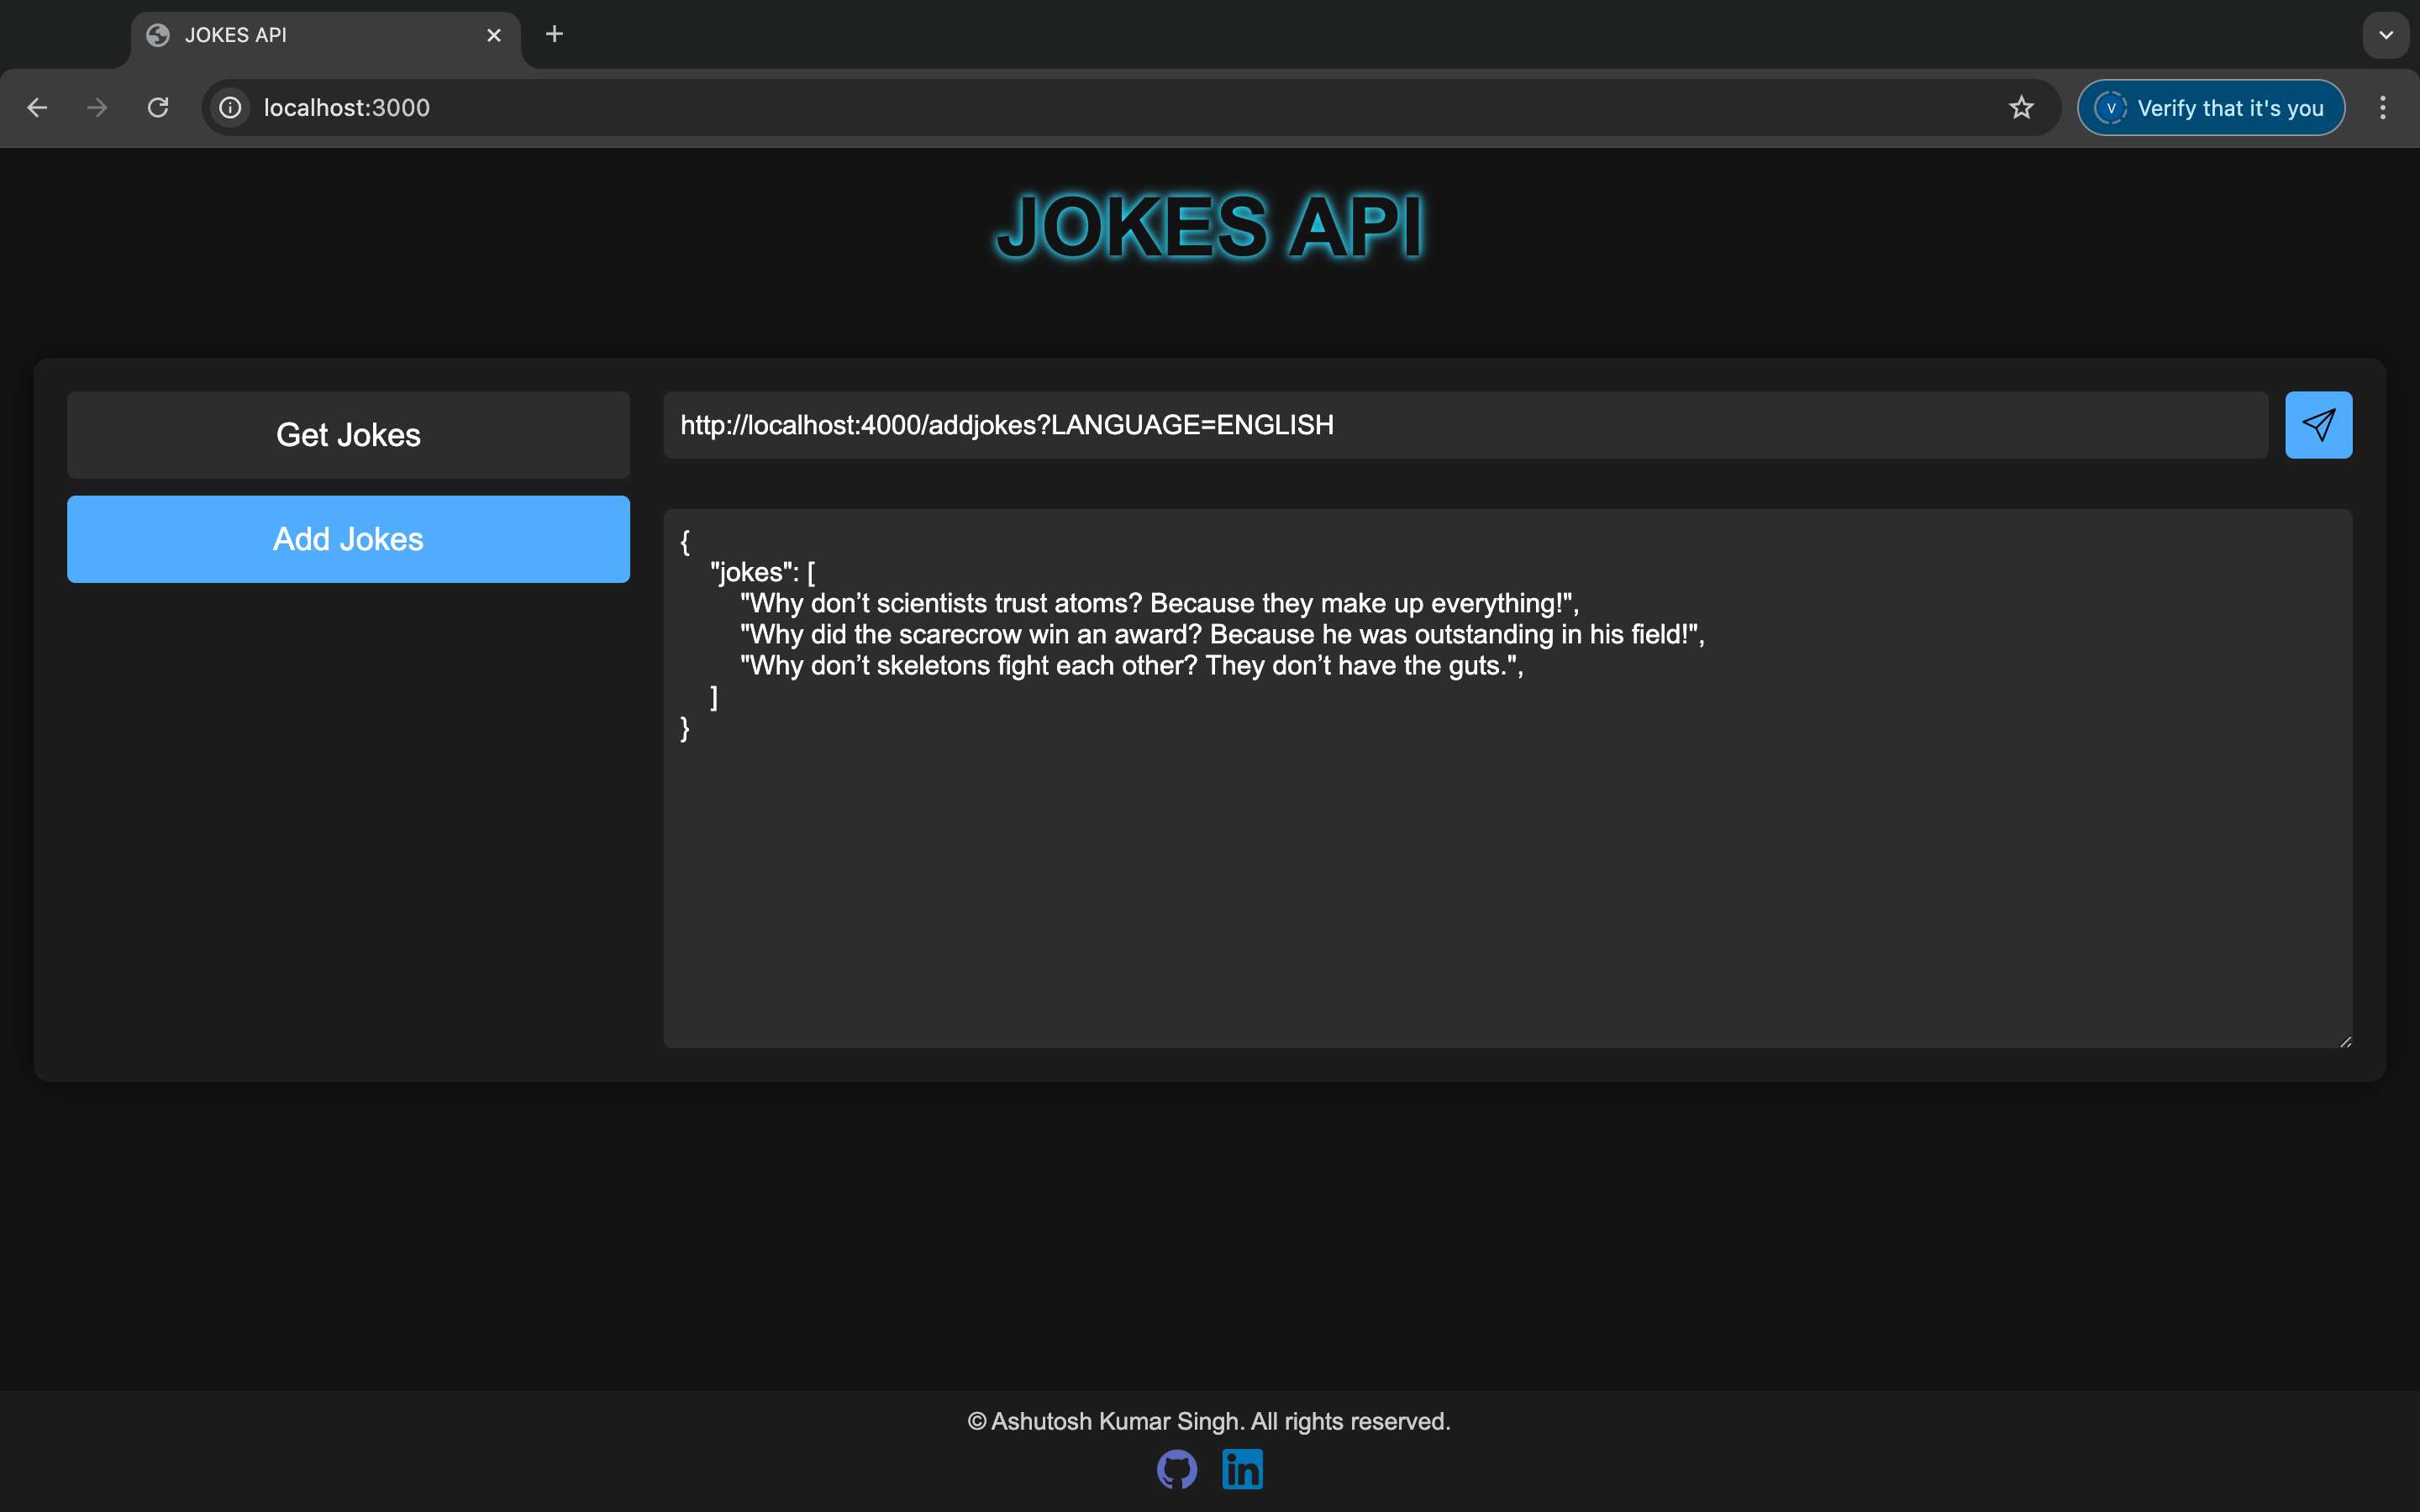 JOKES API
localhost:3000
V Verify that it's you
JOKES API
Get Jokes
Add Jokes
http://localhost:4000/addjokes?LANGUAGE=ENGLISH
{
    "jokes": [
        "Why don’t scientists trust atoms? Because they make up everything!",
        "Why did the scarecrow win an award? Because he was outstanding in his field!",
        "Why don’t skeletons fight each other? They don’t have the guts.",
    ]
}
© Ashutosh Kumar Singh. All rights reserved.
in